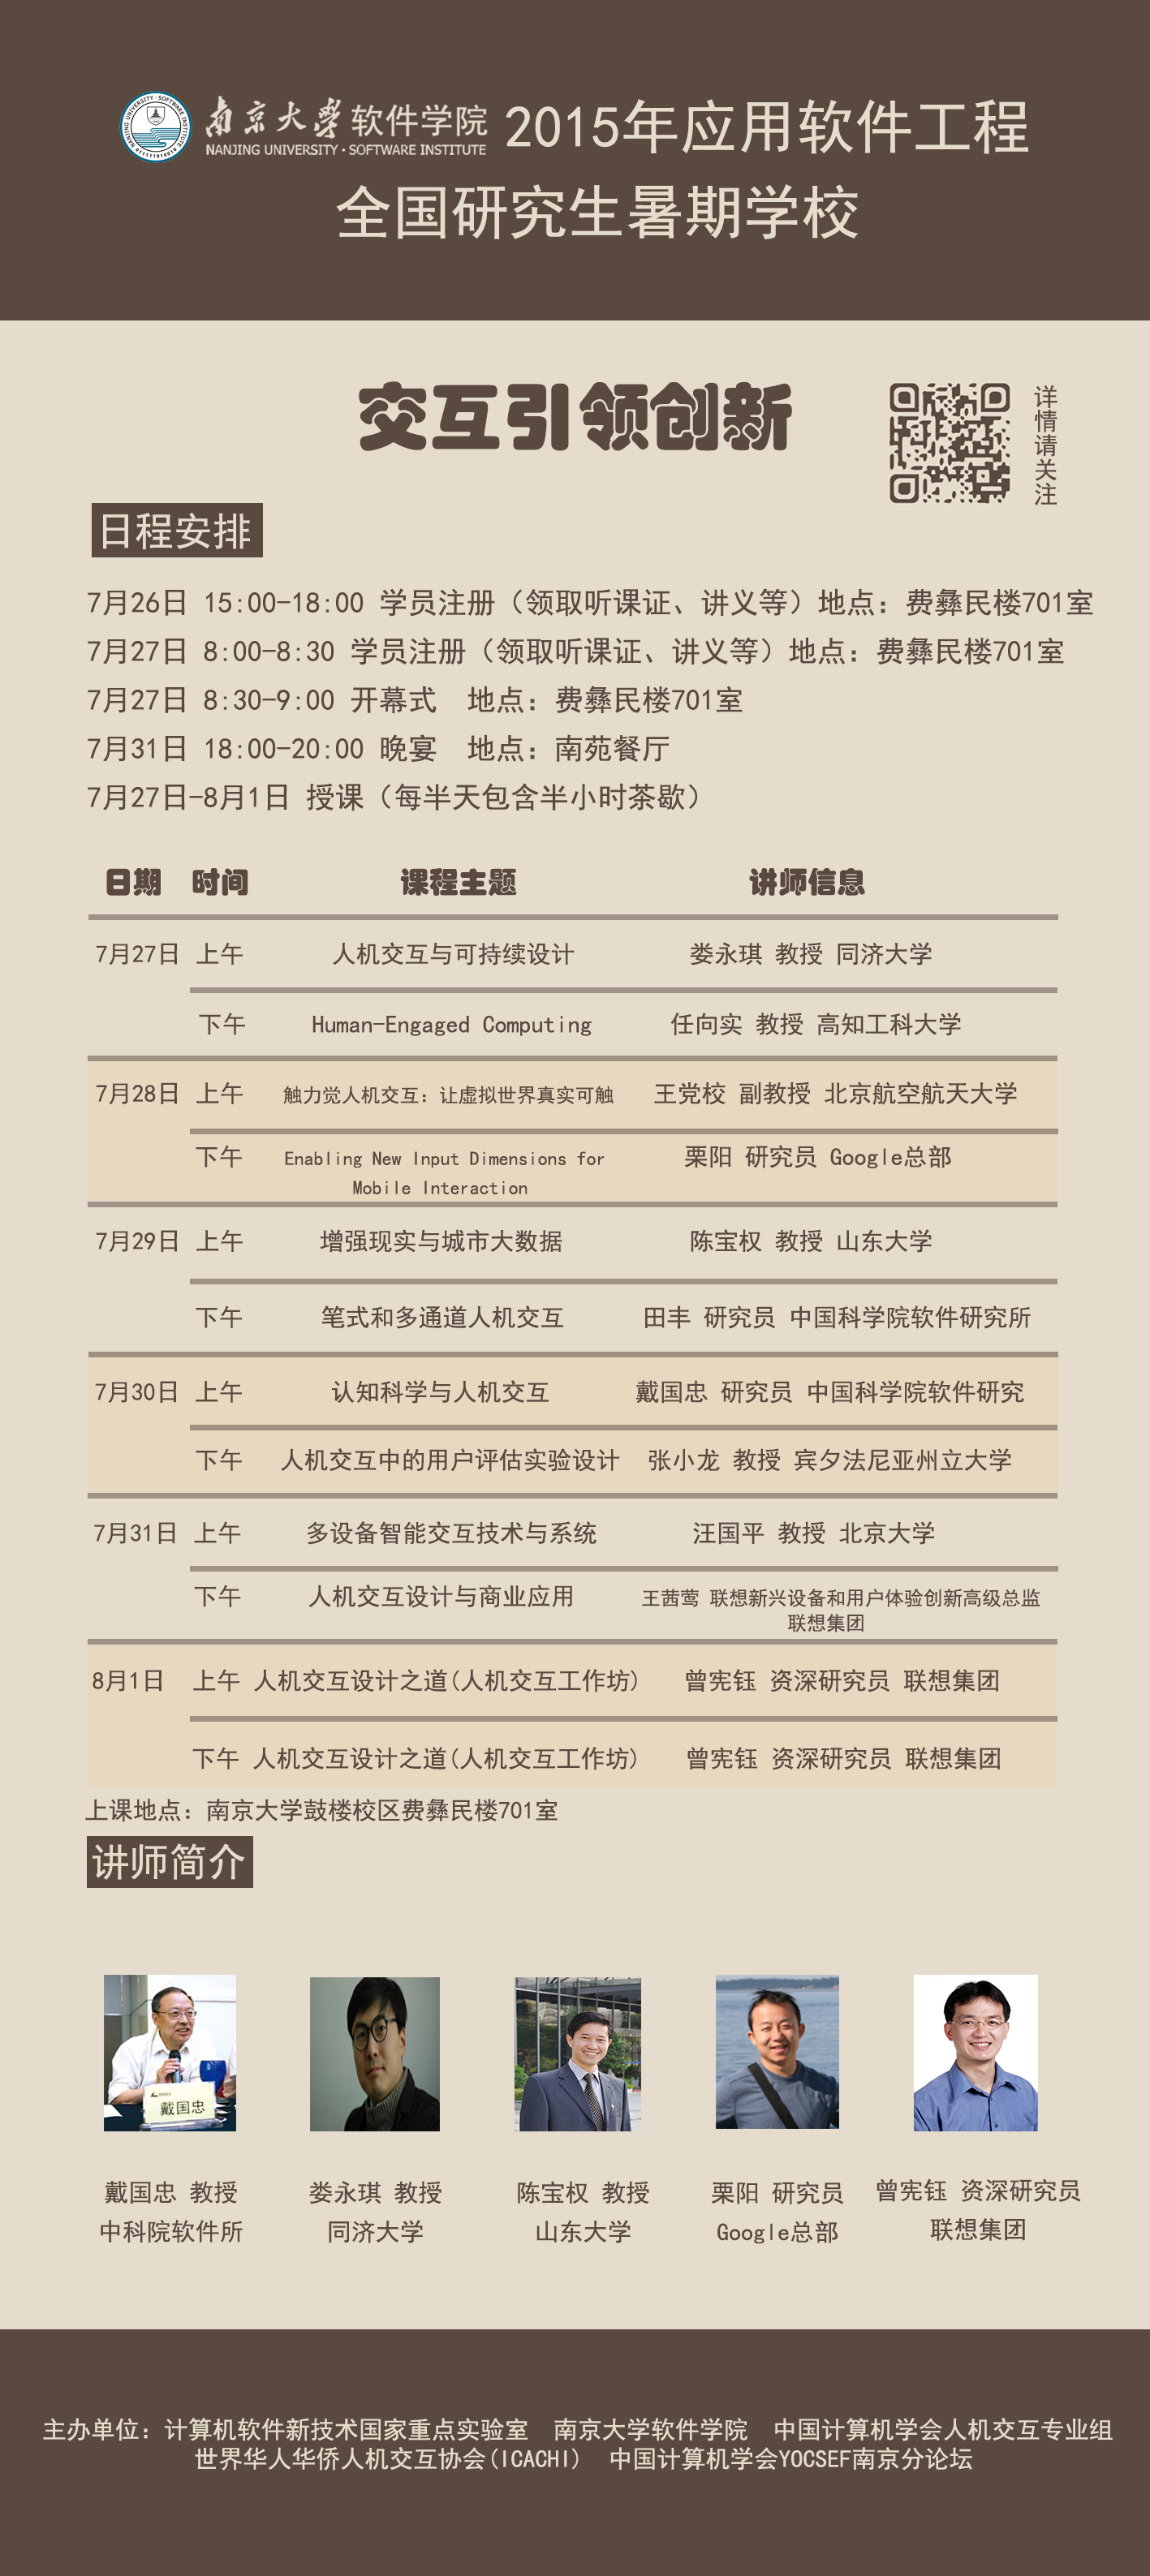 南京大学软件学院 2015年应用软件工程
NANJING UNIVERSITY·SOFTWARE INSTITUTE
全国研究生暑期学校
交互引领创新
详情请关注
日程安排
7月26日 15:00-18:00 学员注册（领取听课证、讲义等）地点：费彝民楼701室
7月27日 8:00-8:30 学员注册（领取听课证、讲义等）地点：费彝民楼701室
7月27日 8:30-9:00 开幕式 地点：费彝民楼701室
7月31日 18:00-20:00 晚宴 地点：南苑餐厅
7月27日-8月1日 授课（每半天包含半小时茶歇）
日期 时间 课程主题 讲师信息
7月27日 上午 人机交互与可持续设计 娄永琪 教授 同济大学
下午 Human-Engaged Computing 任向实 教授 高知工科大学
7月28日 上午 触力觉人机交互：让虚拟世界真实可触 王党校 副教授 北京航空航天大学
下午 Enabling New Input Dimensions for 栗阳 研究员 Google总部
Mobile Interaction
7月29日 上午 增强现实与城市大数据 陈宝权 教授 山东大学
下午 笔式和多通道人机交互 田丰 研究员 中国科学院软件研究所
7月30日 上午 认知科学与人机交互 戴国忠 研究员 中国科学院软件研究
下午 人机交互中的用户评估实验设计 张小龙 教授 宾夕法尼亚州立大学
7月31日 上午 多设备智能交互技术与系统 汪国平 教授 北京大学
下午 人机交互设计与商业应用 王茜莺 联想新兴设备和用户体验创新高级总监
联想集团
8月1日 上午 人机交互设计之道(人机交互工作坊) 曾宪钰 资深研究员 联想集团
下午 人机交互设计之道(人机交互工作坊) 曾宪钰 资深研究员 联想集团
上课地点：南京大学鼓楼校区费彝民楼701室
讲师简介
戴国忠
戴国忠 教授
中科院软件所
娄永琪 教授
同济大学
陈宝权 教授
山东大学
栗阳 研究员
Google总部
曾宪钰 资深研究员
联想集团
主办单位：计算机软件新技术国家重点实验室 南京大学软件学院 中国计算机学会人机交互专业组
世界华人华侨人机交互协会(ICACHI) 中国计算机学会YOCSEF南京分论坛